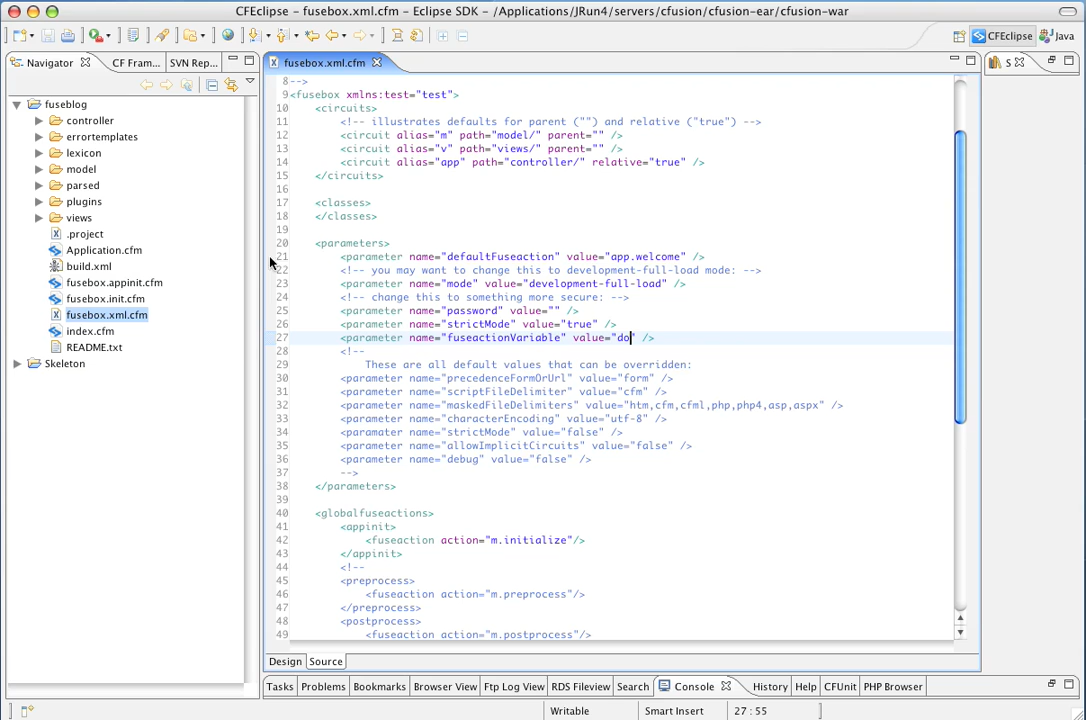 CFEclipse – fusebox.xml.cfm – Eclipse SDK – /Applications/JRun4/servers/cfusion/cfusion-ear/cfusion-war
CFEclipse
Java
Navigator
CF Fram...
SVN Rep...
fuseblog
controller
errortemplates
lexicon
model
parsed
plugins
views
.project
Application.cfm
build.xml
fusebox.appinit.cfm
fusebox.init.cfm
fusebox.xml.cfm
index.cfm
README.txt
Skeleton
fusebox.xml.cfm
S
8-->
9<fusebox xmlns:test="test">
10 <circuits>
11 <!-- illustrates defaults for parent ("") and relative ("true") -->
12 <circuit alias="m" path="model/" parent="" />
13 <circuit alias="v" path="views/" parent="" />
14 <circuit alias="app" path="controller/" relative="true" />
15 </circuits>
16
17 <classes>
18 </classes>
19
20 <parameters>
21 <parameter name="defaultFuseaction" value="app.welcome" />
22 <!-- you may want to change this to development-full-load mode: -->
23 <parameter name="mode" value="development-full-load" />
24 <!-- change this to something more secure: -->
25 <parameter name="password" value="" />
26 <parameter name="strictMode" value="true" />
27 <parameter name="fuseactionVariable" value="do" />
28 <!--
29 These are all default values that can be overridden:
30 <parameter name="precedenceFormOrUrl" value="form" />
31 <parameter name="scriptFileDelimiter" value="cfm" />
32 <parameter name="maskedFileDelimiters" value="htm,cfm,cfml,php,php4,asp,aspx" />
33 <parameter name="characterEncoding" value="utf-8" />
34 <paramater name="strictMode" value="false" />
35 <parameter name="allowImplicitCircuits" value="false" />
36 <parameter name="debug" value="false" />
37 -->
38 </parameters>
39
40 <globalfuseactions>
41 <appinit>
42 <fuseaction action="m.initialize"/>
43 </appinit>
44 <!--
45 <preprocess>
46 <fuseaction action="m.preprocess"/>
47 </preprocess>
48 <postprocess>
49 <fuseaction action="m.postprocess"/>
Design
Source
Tasks
Problems
Bookmarks
Browser View
Ftp Log View
RDS Fileview
Search
Console
History
Help
CFUnit
PHP Browser
Writable
Smart Insert
27 : 55